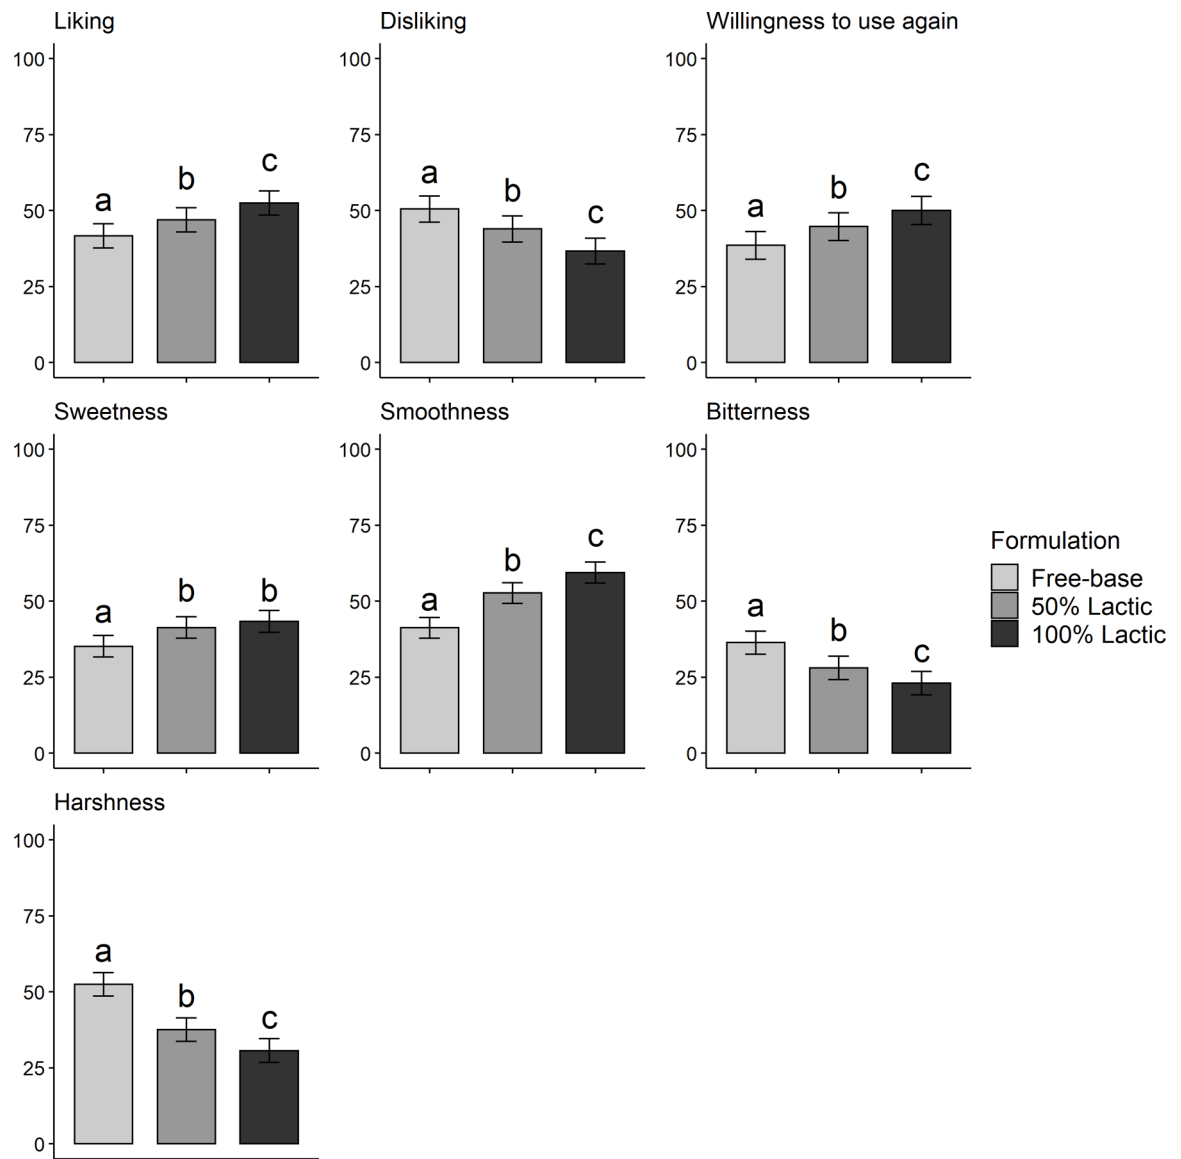 Liking Disliking Willingness to use again
100 100 100
c
b c
a a b b a
75 75 75
c
50 50 50
25 25 25
0 0 0
Sweetness Smoothness Bitterness
100 100 100
75 75 75
a b b a b c a b c
50 50 50
25 25 25
0 0 0
Formulation
Free-base
50% Lactic
100% Lactic
Harshness
100
75
a b c
50
25
0